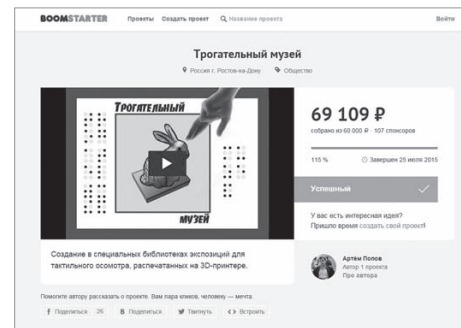 BOOMSTARTER Проекты Создать проект Название проекта Войти
Трогательный музей
Россия г. Ростов-на-Дону Общество
ТРОГАТЕЛЬНЫЙ
МУЗЕЙ
69 109 ₽
собрано из 60 000 ₽ · 107 спонсоров
115 % Завершен 25 июля 2015
Успешный
У вас есть интересная идея?
Пришло время создать свой проект!
Создание в специальных библиотеках экспозиций для
тактильного осмотра, распечатанных на 3D-принтере.
Артём Попов
Автор 1 проекта
Про автора
Помогите автору рассказать о проекте. Вам пара кликов, человеку — мечта.
Поделиться 26 Поделиться Твитнуть Встроить